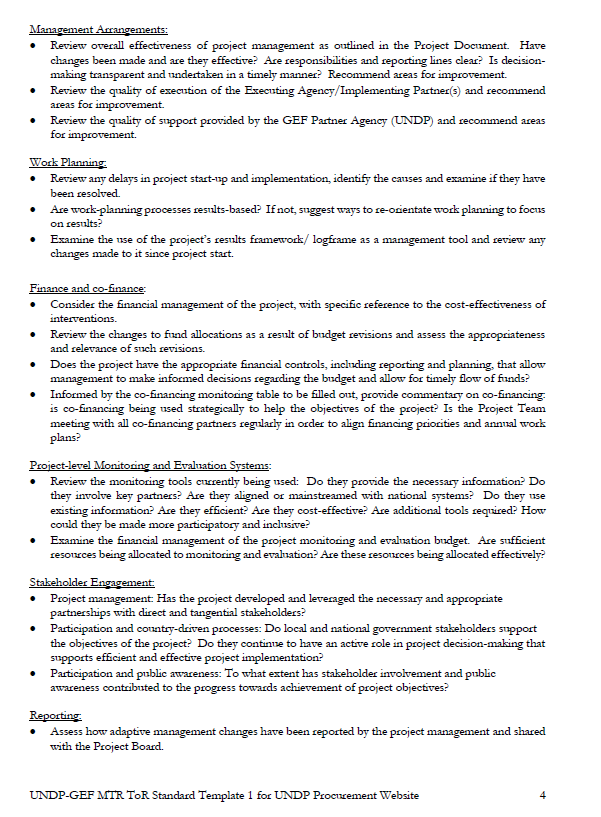 Management Arrangements:
● Review overall effectiveness of project management as outlined in the Project Document. Have
changes been made and are they effective? Are responsibilities and reporting lines clear? Is decision-
making transparent and undertaken in a timely manner? Recommend areas for improvement.
● Review the quality of execution of the Executing Agency/Implementing Partner(s) and recommend
areas for improvement.
● Review the quality of support provided by the GEF Partner Agency (UNDP) and recommend areas
for improvement.
Work Planning:
● Review any delays in project start-up and implementation, identify the causes and examine if they have
been resolved.
● Are work-planning processes results-based? If not, suggest ways to re-orientate work planning to focus
on results?
● Examine the use of the project's results framework/ logframe as a management tool and review any
changes made to it since project start.
Finance and co-finance:
● Consider the financial management of the project, with specific reference to the cost-effectiveness of
interventions.
● Review the changes to fund allocations as a result of budget revisions and assess the appropriateness
and relevance of such revisions.
● Does the project have the appropriate financial controls, including reporting and planning, that allow
management to make informed decisions regarding the budget and allow for timely flow of funds?
● Informed by the co-financing monitoring table to be filled out, provide commentary on co-financing:
is co-financing being used strategically to help the objectives of the project? Is the Project Team
meeting with all co-financing partners regularly in order to align financing priorities and annual work
plans?
Project-level Monitoring and Evaluation Systems:
● Review the monitoring tools currently being used: Do they provide the necessary information? Do
they involve key partners? Are they aligned or mainstreamed with national systems? Do they use
existing information? Are they efficient? Are they cost-effective? Are additional tools required? How
could they be made more participatory and inclusive?
● Examine the financial management of the project monitoring and evaluation budget. Are sufficient
resources being allocated to monitoring and evaluation? Are these resources being allocated effectively?
Stakeholder Engagement:
● Project management: Has the project developed and leveraged the necessary and appropriate
partnerships with direct and tangential stakeholders?
● Participation and country-driven processes: Do local and national government stakeholders support
the objectives of the project? Do they continue to have an active role in project decision-making that
supports efficient and effective project implementation?
● Participation and public awareness: To what extent has stakeholder involvement and public
awareness contributed to the progress towards achievement of project objectives?
Reporting:
● Assess how adaptive management changes have been reported by the project management and shared
with the Project Board.
UNDP-GEF MTR ToR Standard Template 1 for UNDP Procurement Website 4